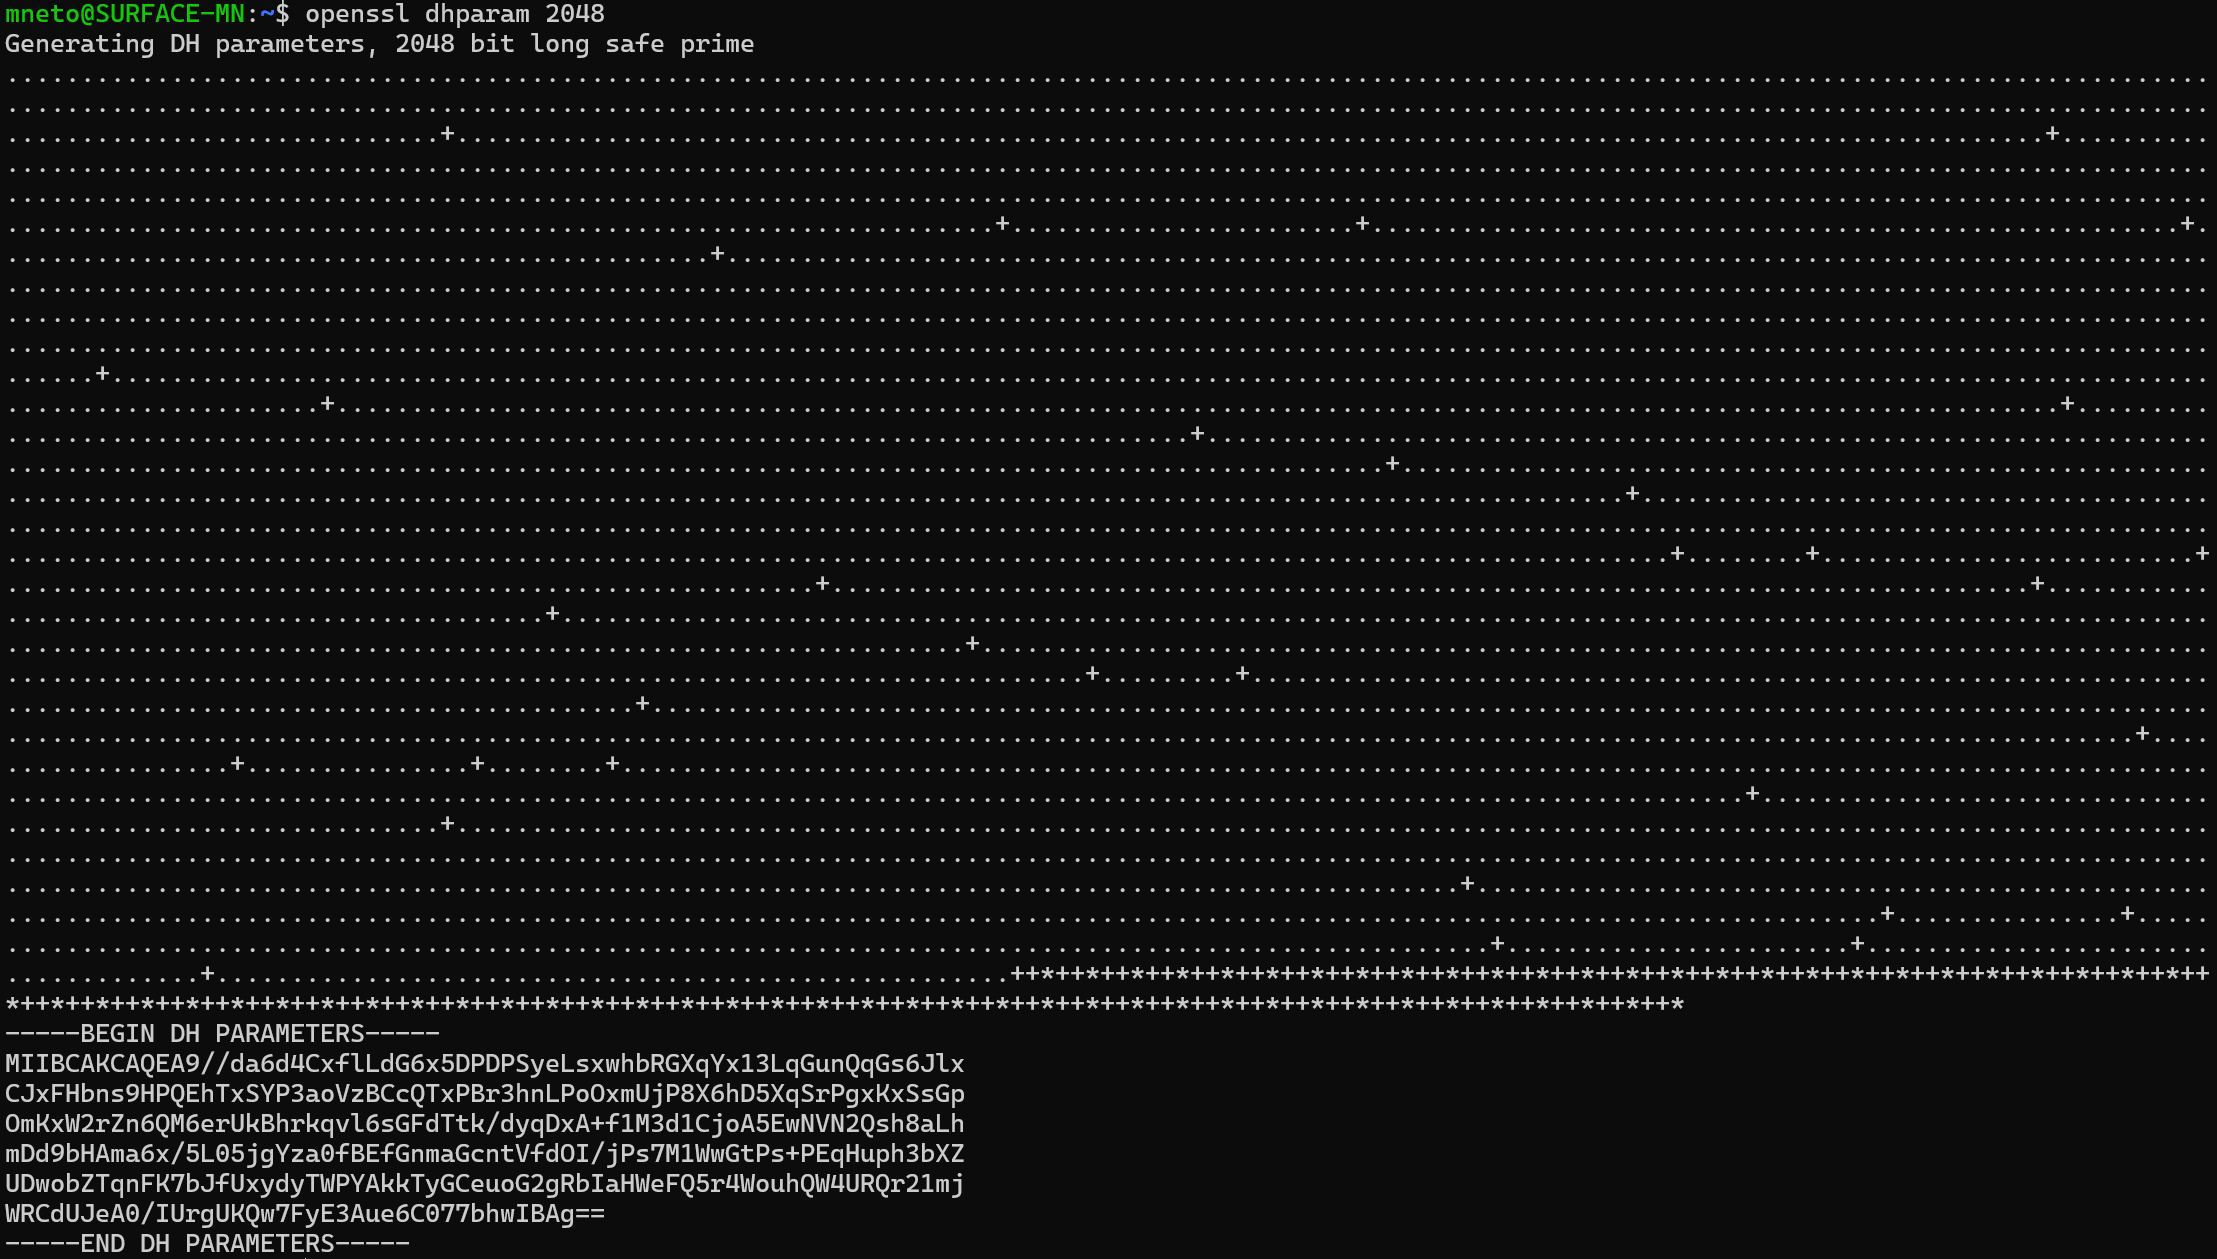 mneto@SURFACE-MN:~$ openssl dhparam 2048
Generating DH parameters, 2048 bit long safe prime
-----BEGIN DH PARAMETERS-----
MIIBCAKCAQEA9//da6d4CxflLdG6x5DPDPSyeLsxwhbRGXqYx13LqGunQqGs6Jlx
CJxFHbns9HPQEhTxSYP3aoVzBCcQTxPBr3hnLPoOxmUjP8X6hD5XqSrPgxKxSsGp
OmKxW2rZn6QM6erUkBhrkqvl6sGFdTtk/dyqDxA+f1M3d1CjoA5EwNVN2Qsh8aLh
mDd9bHAma6x/5L05jgYza0fBEfGnmaGcntVfdOI/jPs7M1WwGtPs+PEqHuph3bXZ
UDwobZTqnFK7bJfUxydyTWPYAkkTyGCeuoG2gRbIaHWeFQ5r4WouhQW4URQr21mj
WRCdUJeA0/IUrgUKQw7FyE3Aue6C077bhwIBAg==
-----END DH PARAMETERS-----